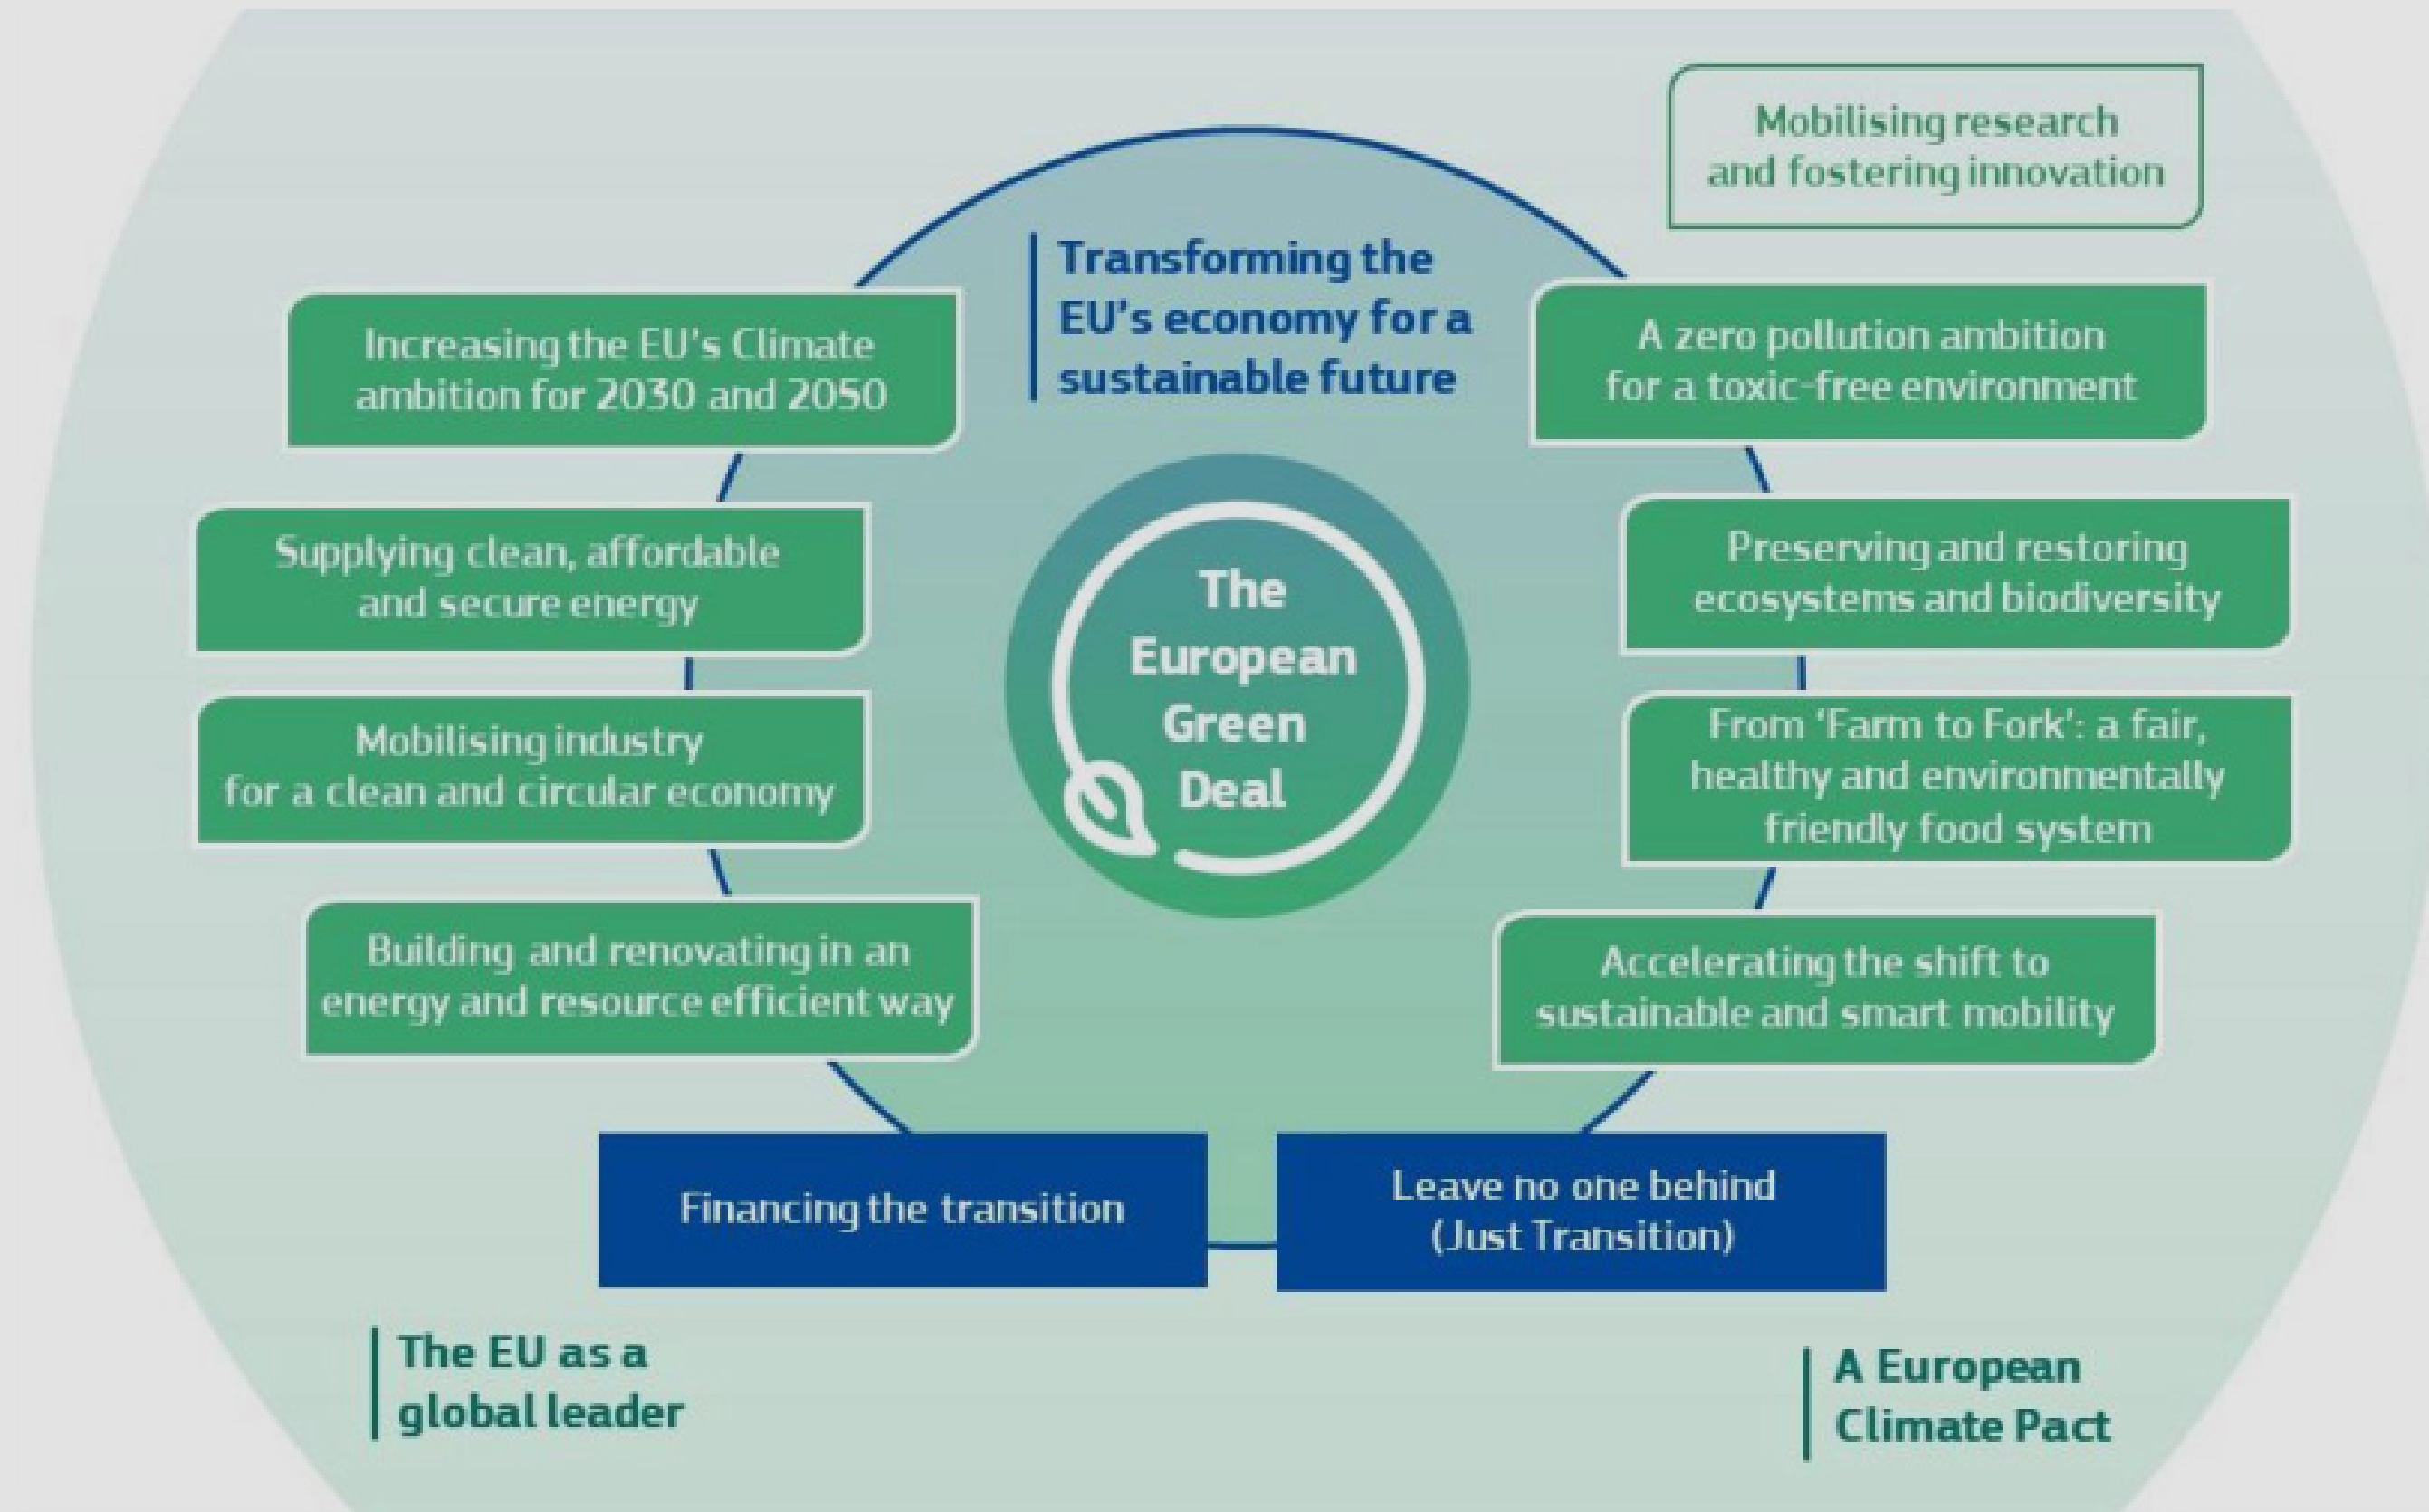 Mobilising research
and fostering innovation
Transforming the
EU's economy for a
sustainable future
Increasing the EU's Climate
ambition for 2030 and 2050
Supplying clean, affordable
and secure energy
Mobilising industry
for a clean and circular economy
Building and renovating in an
energy and resource efficient way
The
European
Green
Deal
A zero pollution ambition
for a toxic-free environment
Preserving and restoring
ecosystems and biodiversity
From ‘Farm to Fork’: a fair,
healthy and environmentally
friendly food system
Accelerating the shift to
sustainable and smart mobility
Financing the transition
Leave no one behind
(Just Transition)
The EU as a
global leader
A European
Climate Pact